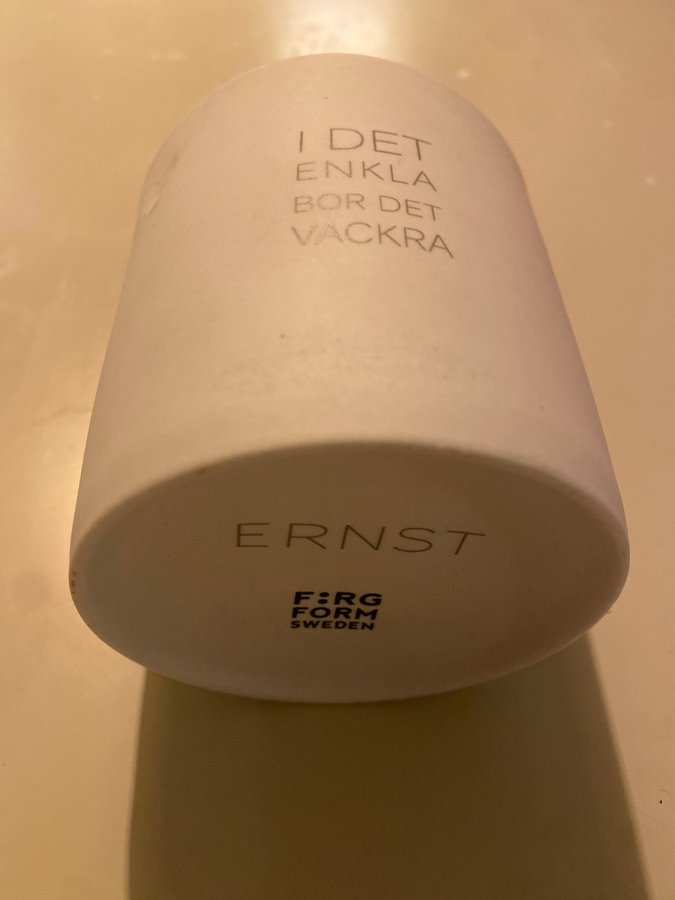 I DET
ENKLA
BOR DET
VACKRA
ERNST
F:RG
FORM
SWEDEN